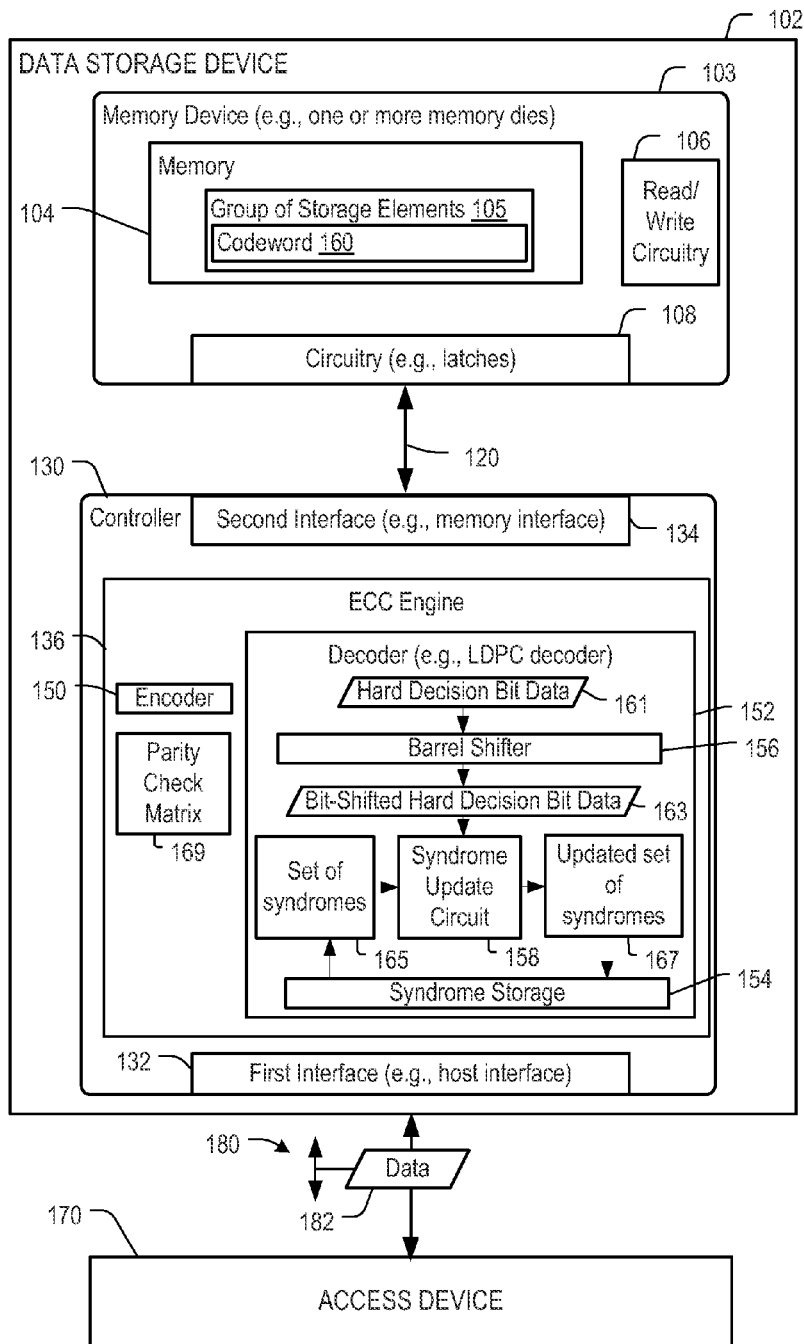 102
DATA STORAGE DEVICE
103
Memory Device (e.g., one or more memory dies)
106
Memory
104
Group of Storage Elements 105
Codeword 160
Read/
Write
Circuitry
108
Circuitry (e.g., latches)
120
130
Controller
Second Interface (e.g., memory interface)
134
ECC Engine
136
Decoder (e.g., LDPC decoder)
150
Encoder
Hard Decision Bit Data
161
152
Barrel Shifter
156
Parity
Check
Matrix
169
Bit-Shifted Hard Decision Bit Data
163
Set of
syndromes
165
Syndrome
Update
Circuit
158
Updated set
of
syndromes
167
Syndrome Storage
154
132
First Interface (e.g., host interface)
180
Data
182
170
ACCESS DEVICE